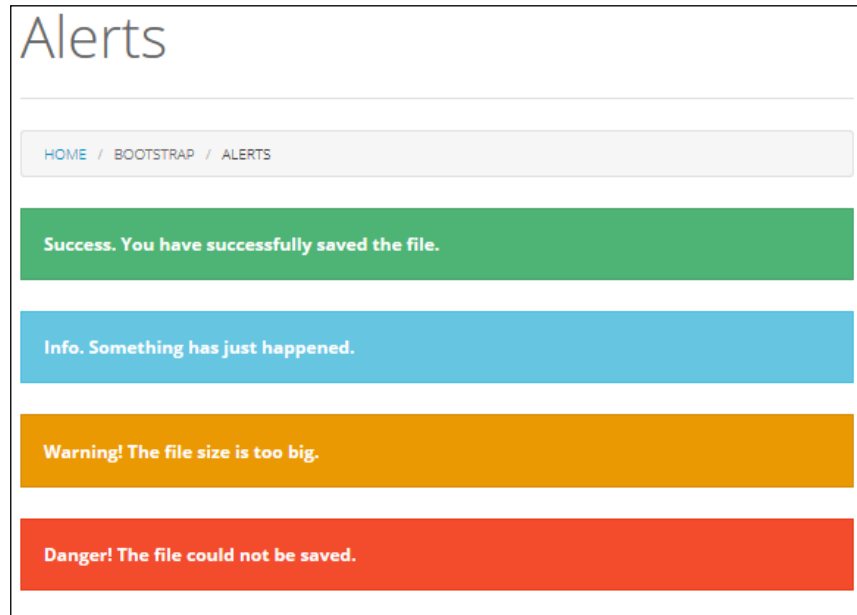 Alerts
HOME / BOOTSTRAP / ALERTS
Success. You have successfully saved the file.
Info. Something has just happened.
Warning! The file size is too big.
Danger! The file could not be saved.